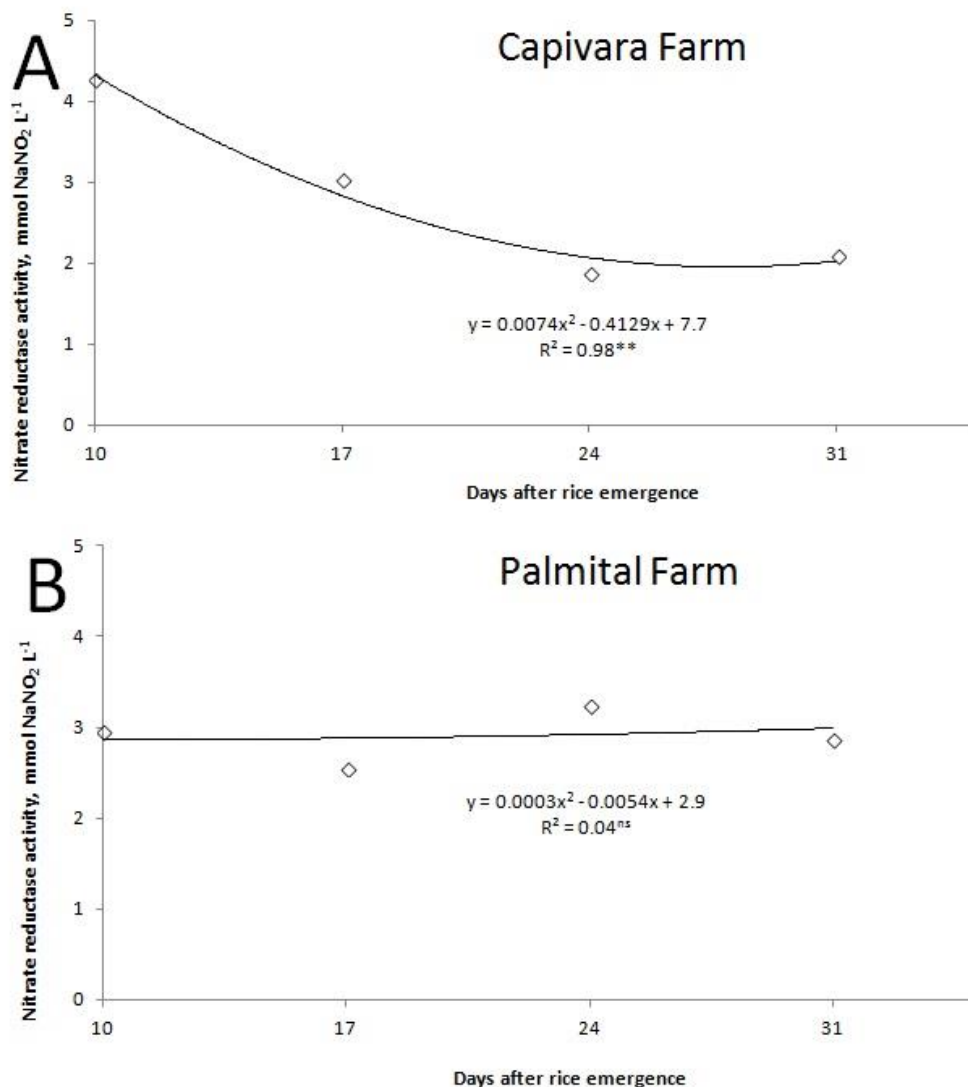 A
Capivara Farm
Nitrate reductase activity, mmol NaNO₂ L⁻¹
5
4
3
2
1
0
y = 0.0074x² - 0.4129x + 7.7
R² = 0.98**
10 17 24 31
Days after rice emergence
B
Palmital Farm
Nitrate reductase activity, mmol NaNO₂ L⁻¹
5
4
3
2
1
0
y = 0.0003x² - 0.0054x + 2.9
R² = 0.04ⁿˢ
10 17 24 31
Days after rice emergence